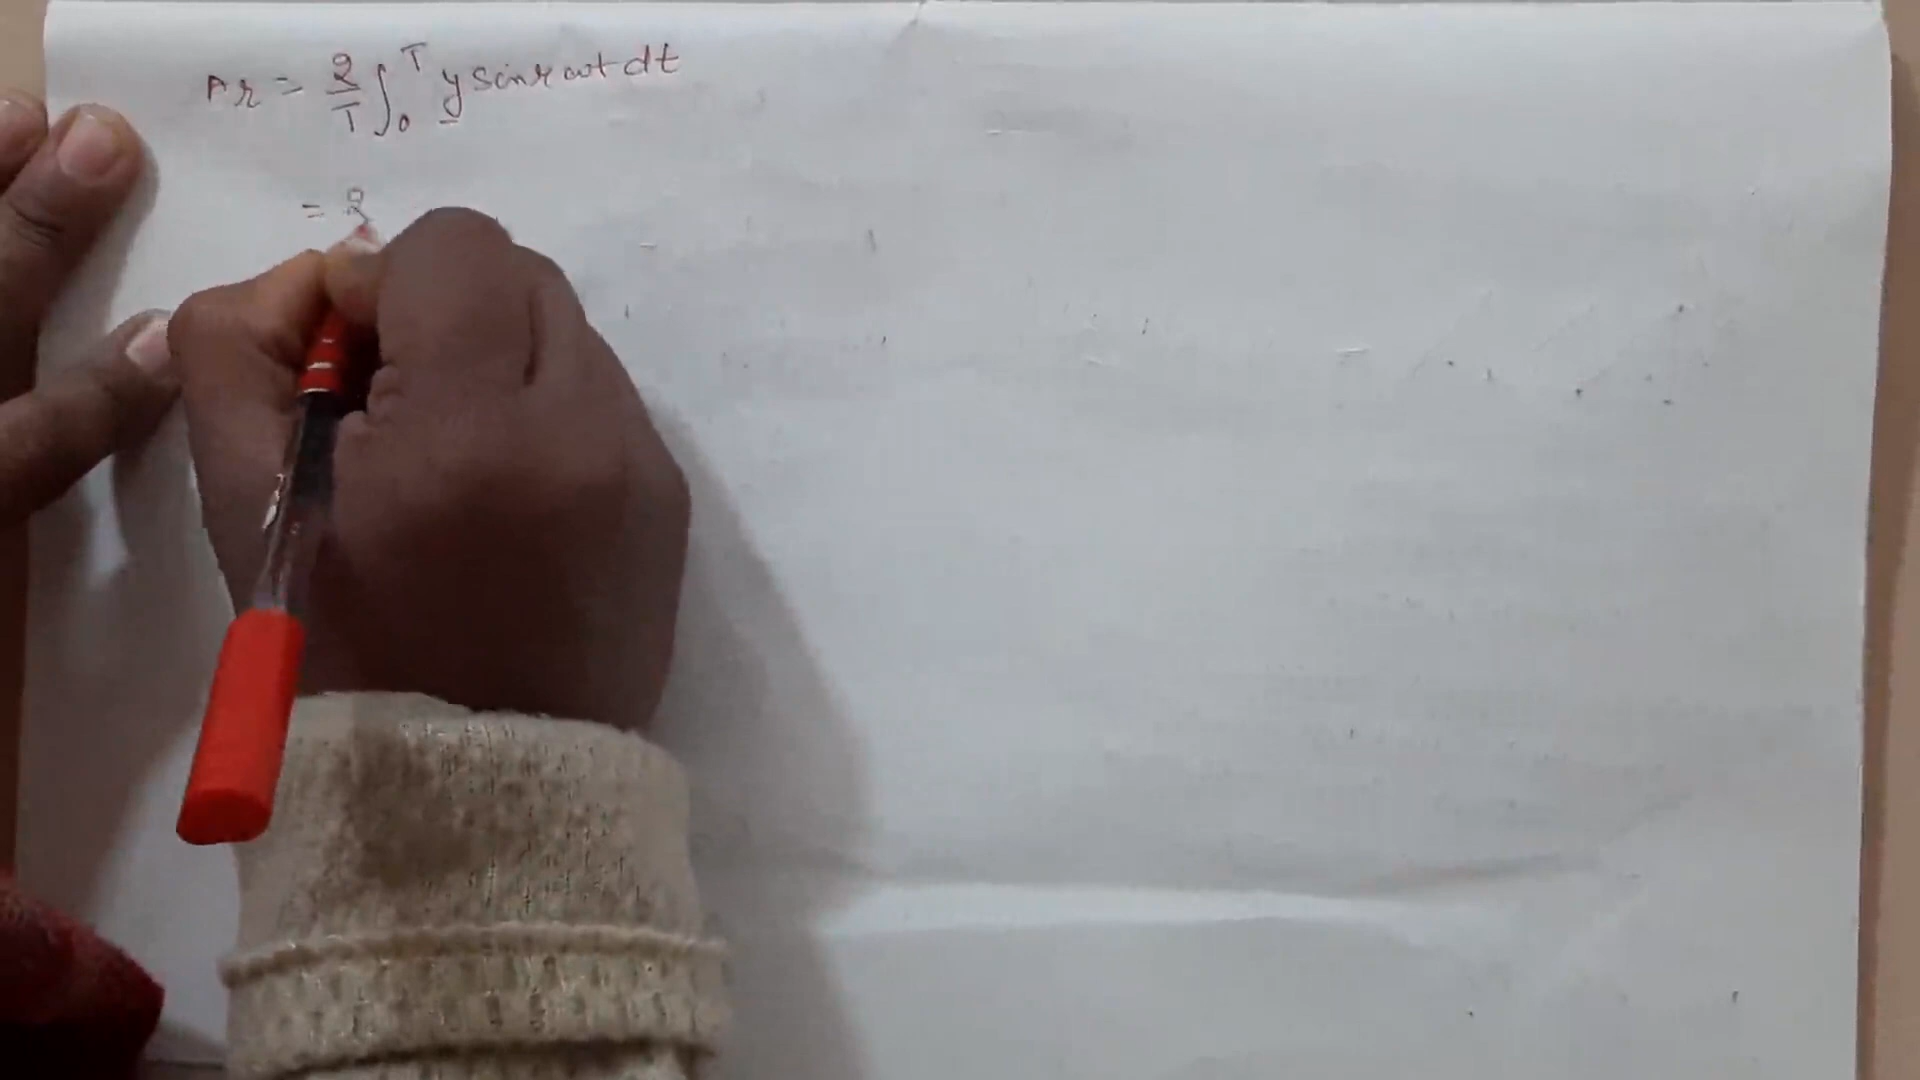 Ar = 2/T ∫₀ᵀ y sin rωt dt
= 2